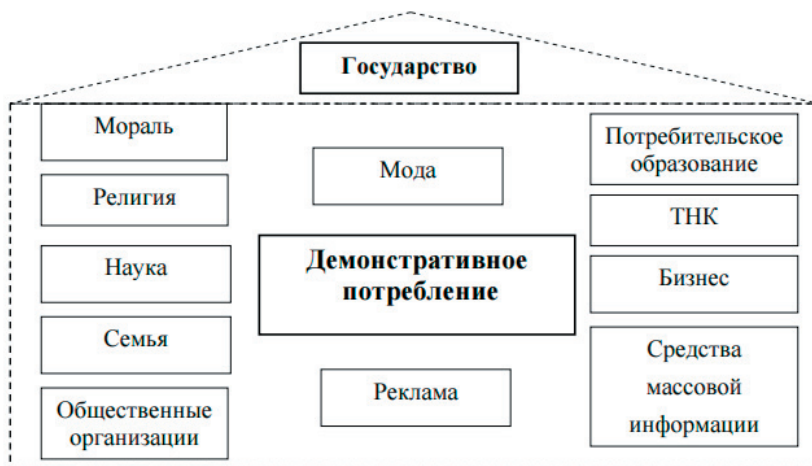 Государство
Мораль
Религия
Наука
Семья
Общественные
организации
Мода
Демонстративное
потребление
Реклама
Потребительское
образование
ТНК
Бизнес
Средства
массовой
информации